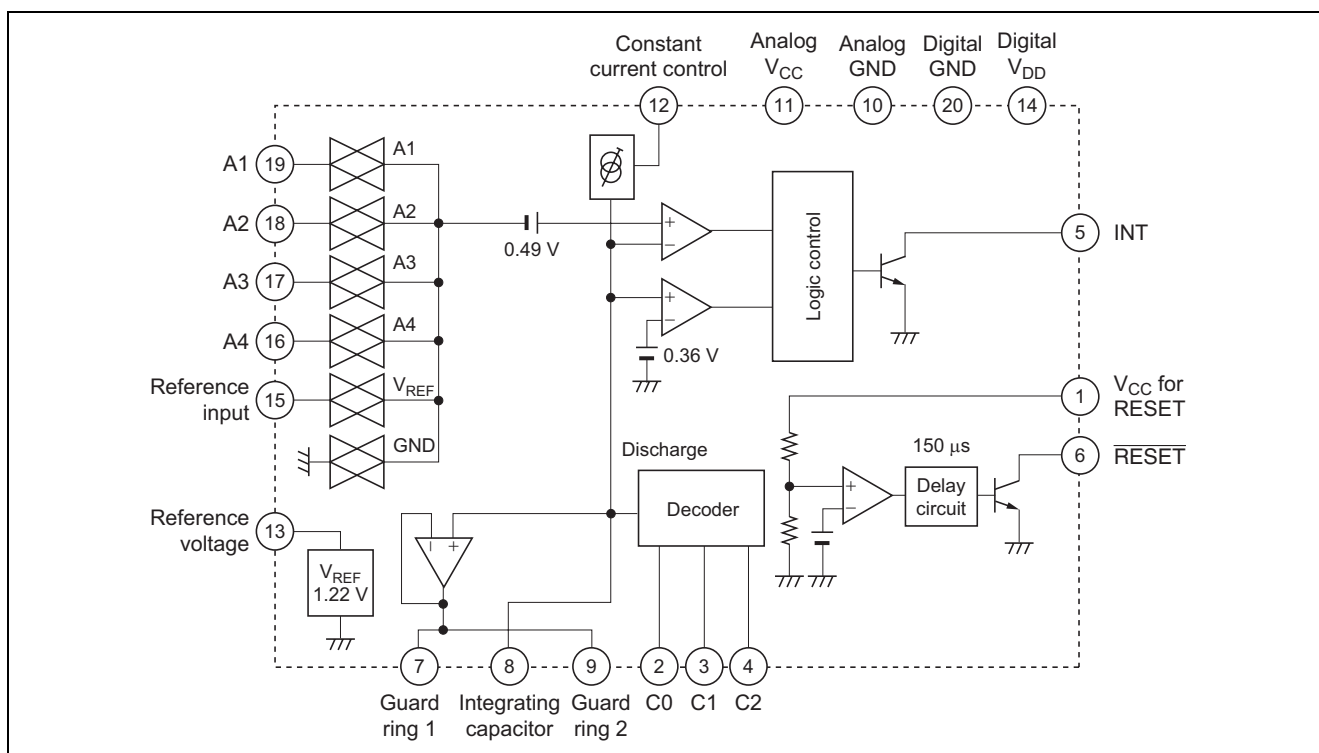 Constant
current control
Analog
VCC
Analog
GND
Digital
GND
Digital
VDD
12
11
10
20
14
A1
19
A1
A2
18
A2
A3
17
A3
A4
16
A4
Reference
input
15
VREF
GND
0.49 V
+
−
+
−
0.36 V
Logic control
5
INT
1
VCC for
RESET
6
RESET
150 µs
+
−
Delay
circuit
Discharge
Decoder
Reference
voltage
13
VREF
1.22 V
−
+
7
8
9
2
3
4
Guard
ring 1
Integrating
capacitor
Guard
ring 2
C0
C1
C2